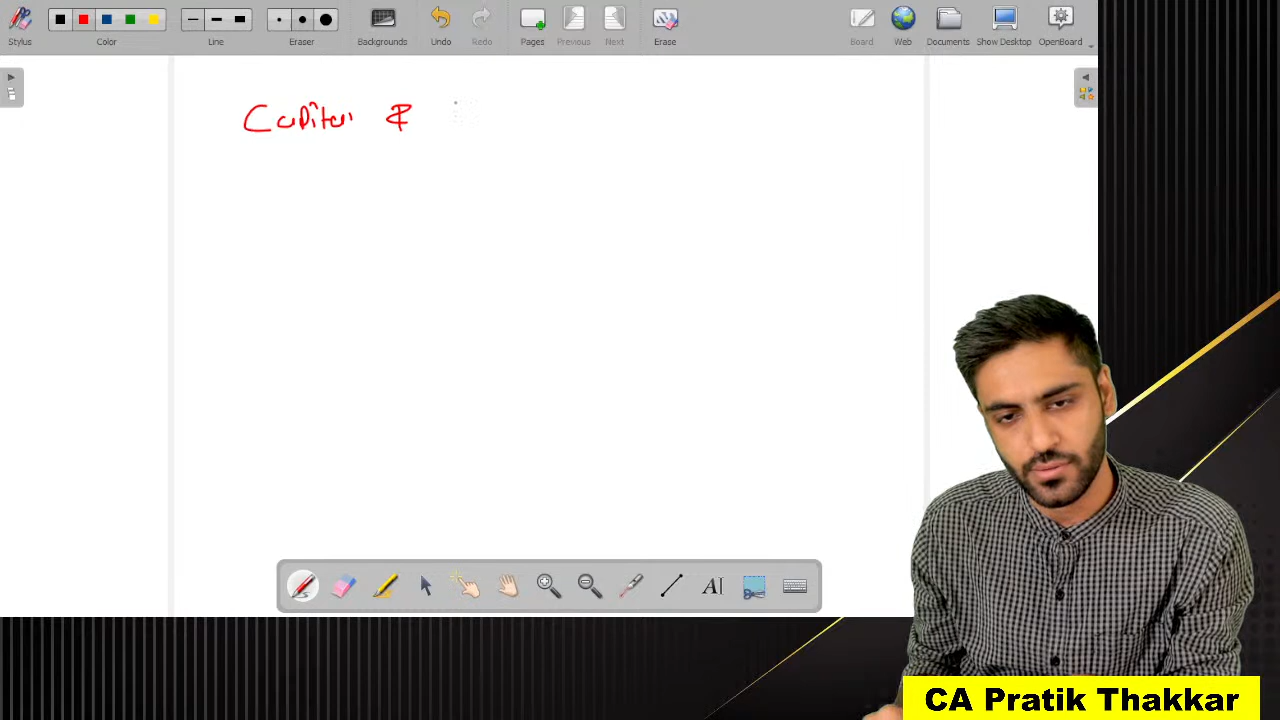 Stylus
Color
Line
Eraser
Backgrounds
Undo
Redo
Pages
Previous
Next
Erase
Board
Web
Documents
Show Desktop
OpenBoard
Capital &
CA Pratik Thakkar